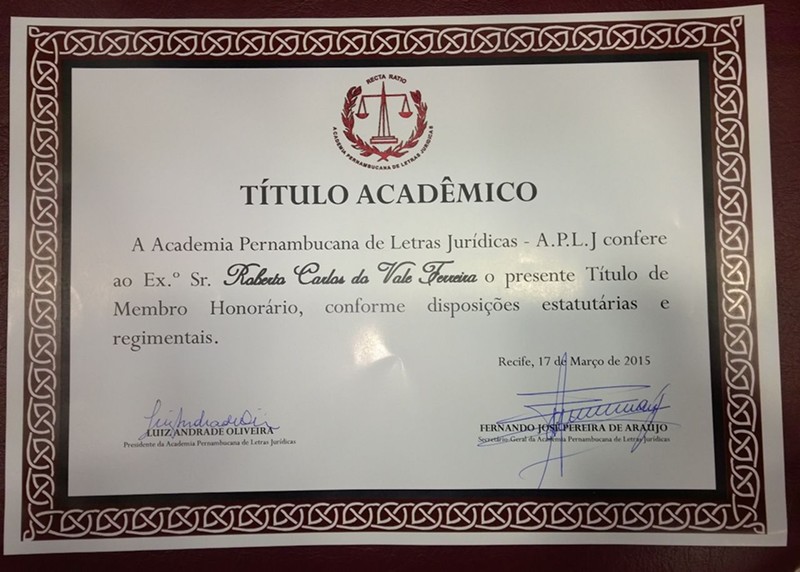 RECTA RATIO
ACADEMIA PERNAMBUCANA DE LETRAS JURÍDICAS
TÍTULO ACADÊMICO
A Academia Pernambucana de Letras Jurídicas - A.P.L.J confere
ao Ex.º Sr. Roberto Carlos do Vale Ferreira o presente Título de
Membro Honorário, conforme disposições estatutárias e
regimentais.
Recife, 17 de Março de 2015
LUIZ ANDRADE OLIVEIRA
Presidente da Academia Pernambucana de Letras Jurídicas
FERNANDO JOSÉ PEREIRA DE ARAÚJO
Secretário Geral da Academia Pernambucana de Letras Jurídicas